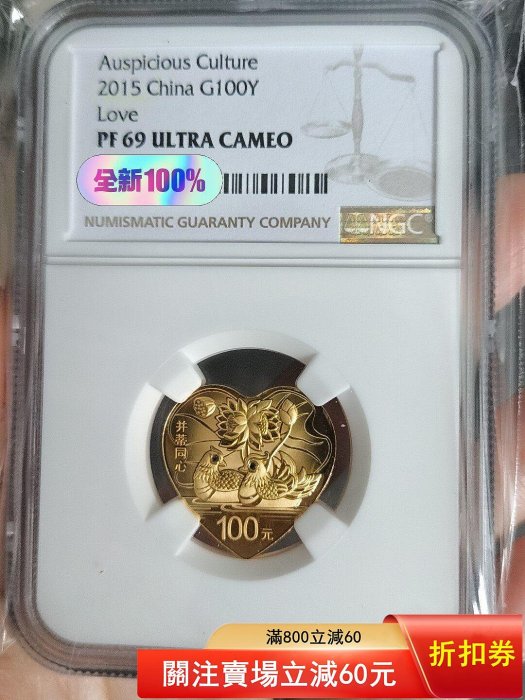 Auspicious Culture
2015 China G100Y
Love
PF 69 ULTRA CAMEO
全新100%
NUMISMATIC GUARANTY COMPANY
NGC
并蒂同心
100元
滿800立減60
關注賣場立減60元
折扣券